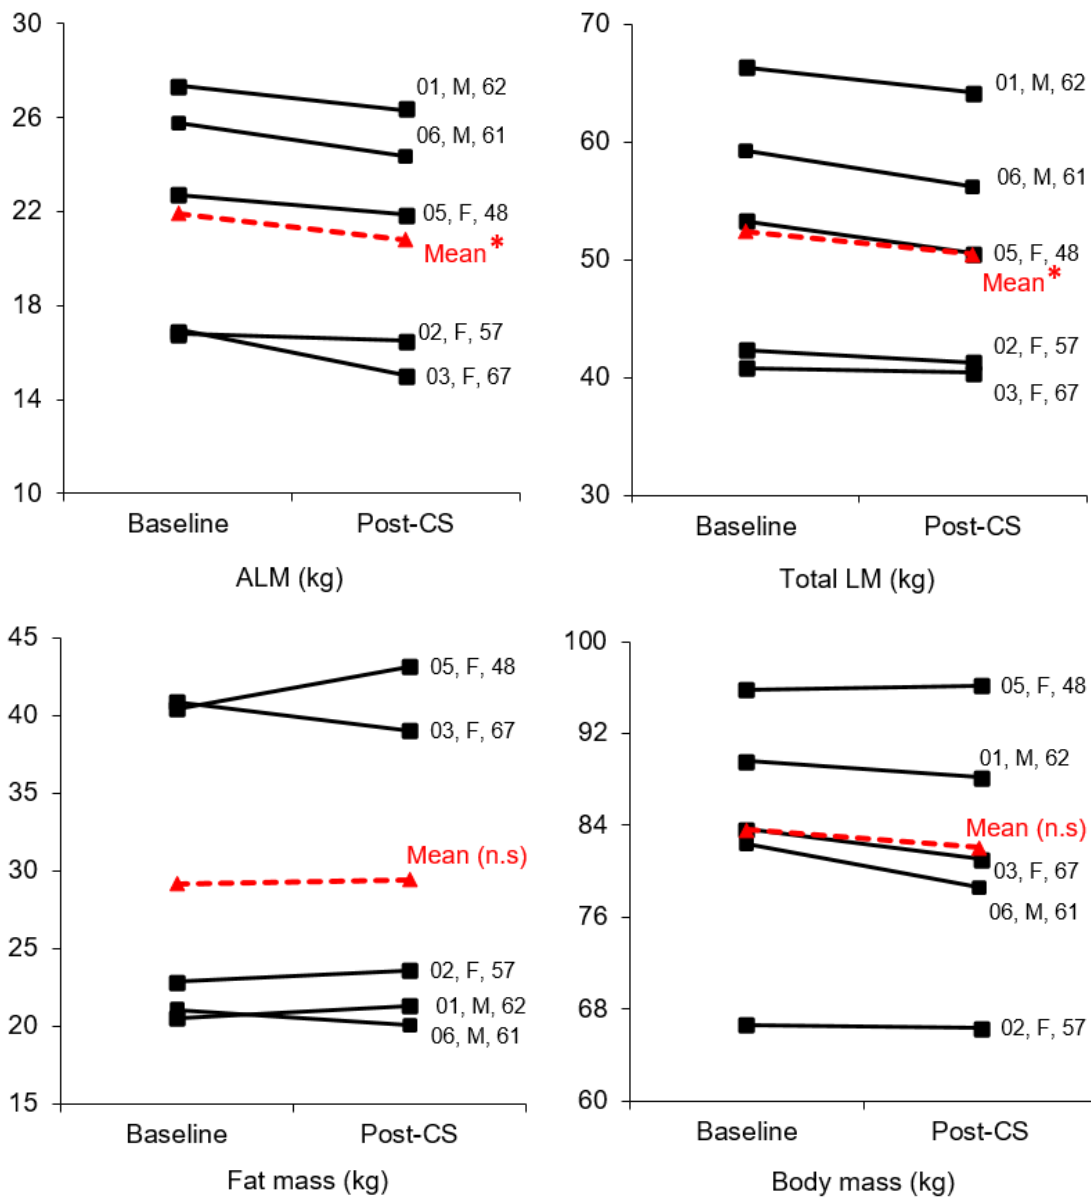 30
26
22
18
14
10
01, M, 62
06, M, 61
05, F, 48
Mean*
02, F, 57
03, F, 67
Baseline Post-CS
ALM (kg)
70
60
50
40
30
01, M, 62
06, M, 61
05, F, 48
Mean*
02, F, 57
03, F, 67
Baseline Post-CS
Total LM (kg)
45
40
35
30
25
20
15
05, F, 48
03, F, 67
Mean (n.s)
02, F, 57
01, M, 62
06, M, 61
Baseline Post-CS
Fat mass (kg)
100
92
84
76
68
60
05, F, 48
01, M, 62
Mean (n.s)
03, F, 67
06, M, 61
02, F, 57
Baseline Post-CS
Body mass (kg)